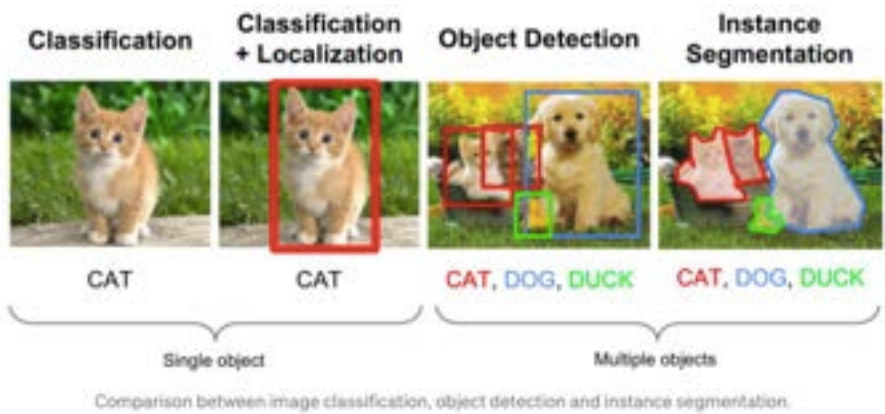 Classification
Classification
+ Localization
Object Detection
Instance
Segmentation
CAT
CAT
CAT, DOG, DUCK
CAT, DOG, DUCK
Single object
Multiple objects
Comparison between image classification, object detection and instance segmentation.